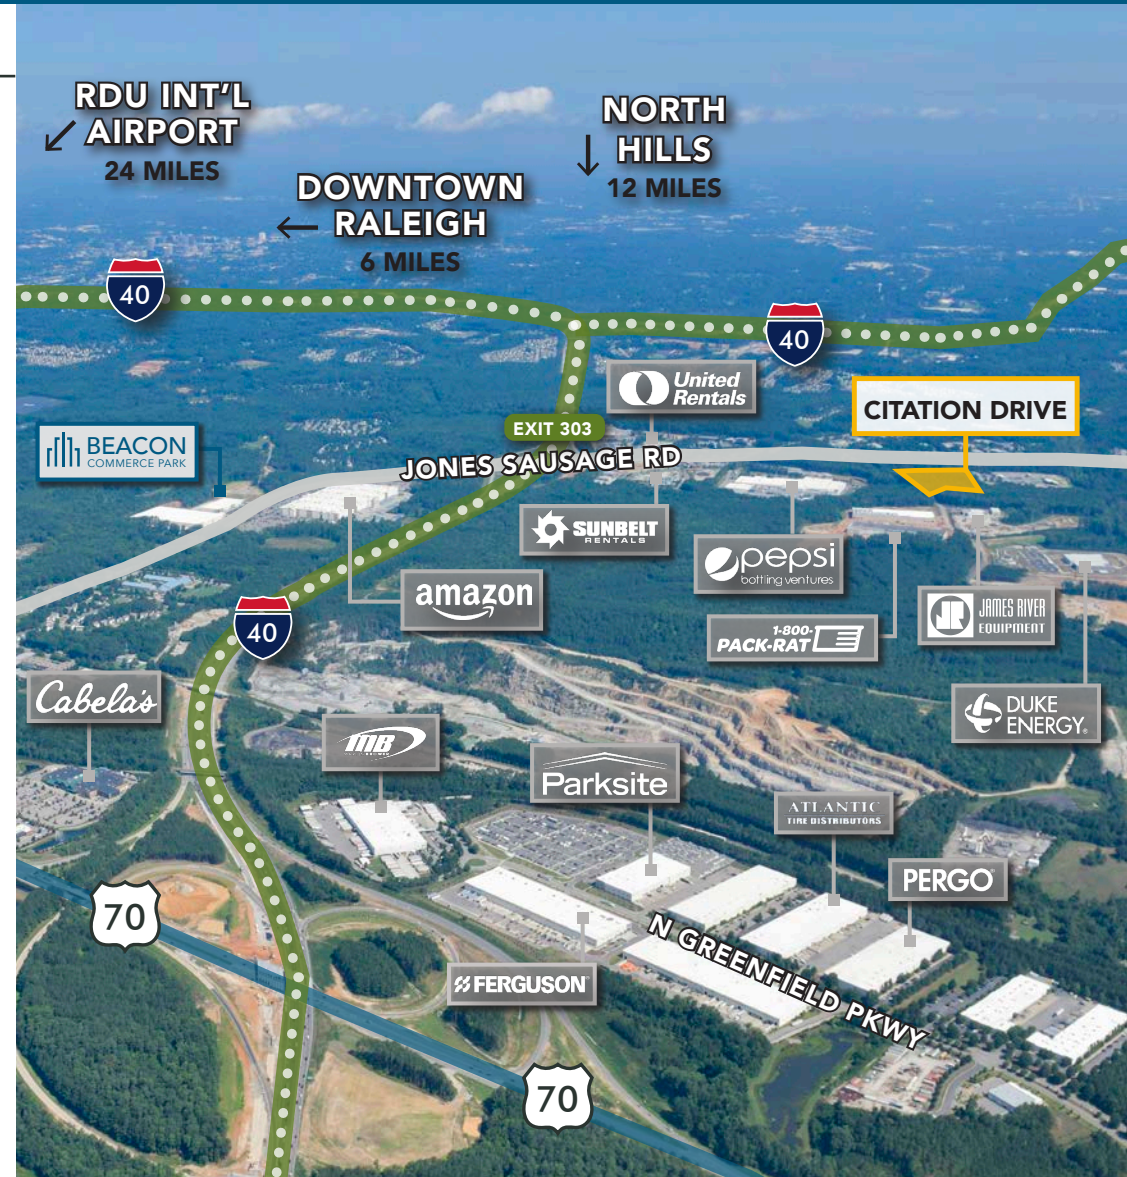 RDU INT'L
AIRPORT
24 MILES
NORTH
HILLS
12 MILES
DOWNTOWN
RALEIGH
6 MILES
40
40
United
Rentals
CITATION DRIVE
EXIT 303
BEACON
COMMERCE PARK
JONES SAUSAGE RD
SUNBELT
RENTALS
pepsi
bottling ventures
amazon
JR
JAMES RIVER
EQUIPMENT
1-800-
PACK-RAT
40
Cabela's
DUKE
ENERGY®
MB
Parksite
ATLANTIC
TIRE DISTRIBUTORS
PERGO
70
N GREENFIELD PKWY
FERGUSON
70